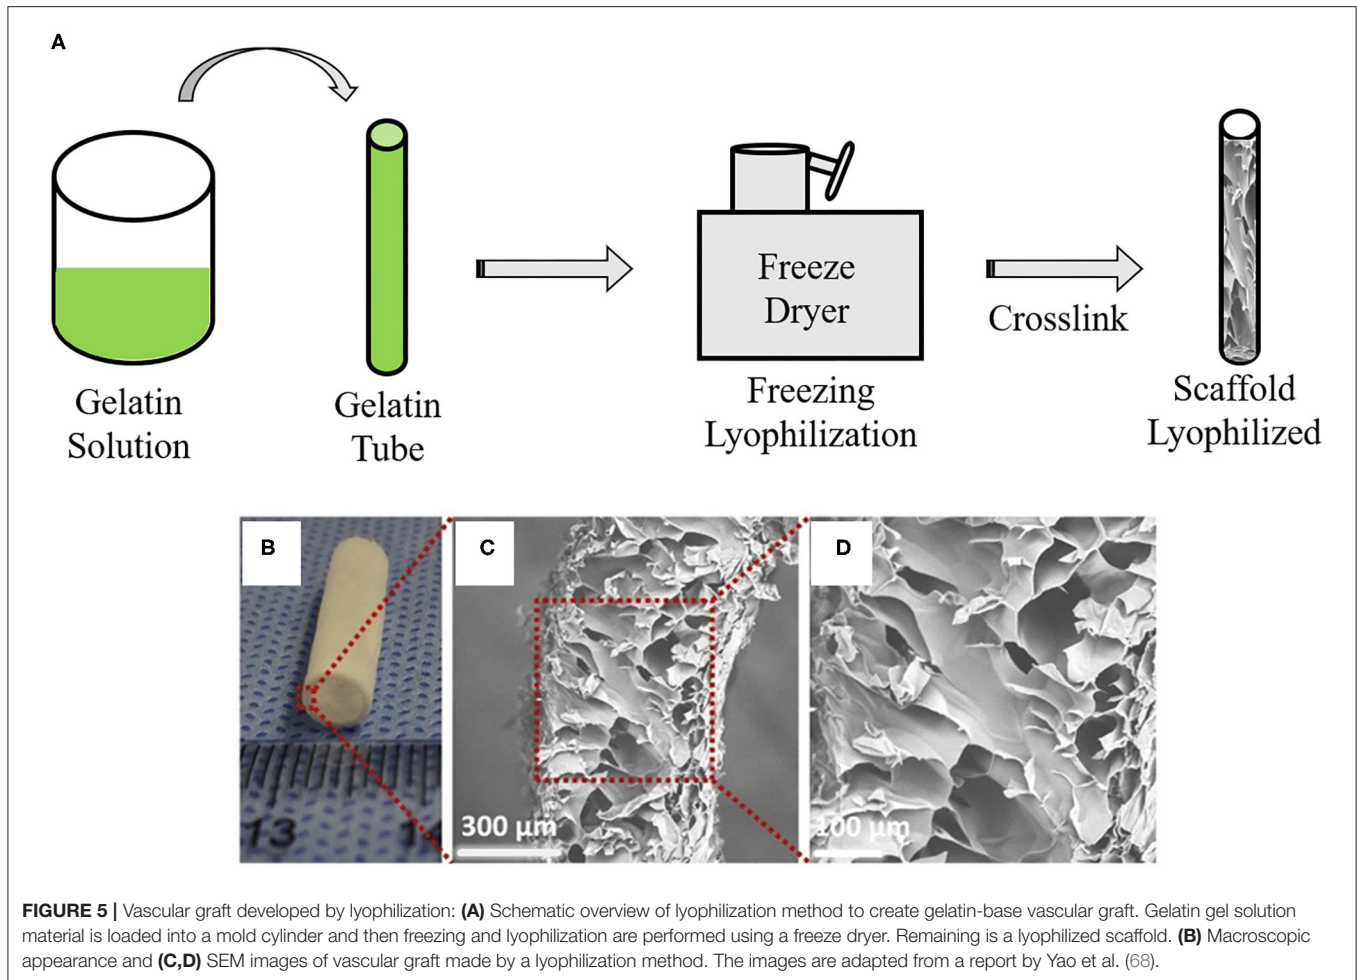 A
Gelatin
Solution
Gelatin
Tube
Freeze
Dryer
Freezing
Lyophilization
Crosslink
Scaffold
Lyophilized
B
C
D
13
14
300 μm
100 μm
FIGURE 5 | Vascular graft developed by lyophilization: (A) Schematic overview of lyophilization method to create gelatin-base vascular graft. Gelatin gel solution
material is loaded into a mold cylinder and then freezing and lyophilization are performed using a freeze dryer. Remaining is a lyophilized scaffold. (B) Macroscopic
appearance and (C,D) SEM images of vascular graft made by a lyophilization method. The images are adapted from a report by Yao et al. (68).